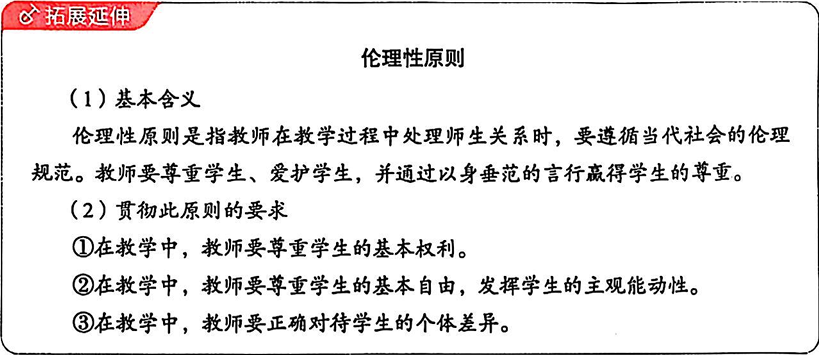 拓展延伸
伦理性原则
（1）基本含义
伦理性原则是指教师在教学过程中处理师生关系时，要遵循当代社会的伦理
规范。教师要尊重学生、爱护学生，并通过以身垂范的言行赢得学生的尊重。
（2）贯彻此原则的要求
①在教学中，教师要尊重学生的基本权利。
②在教学中，教师要尊重学生的基本自由，发挥学生的主观能动性。
③在教学中，教师要正确对待学生的个体差异。